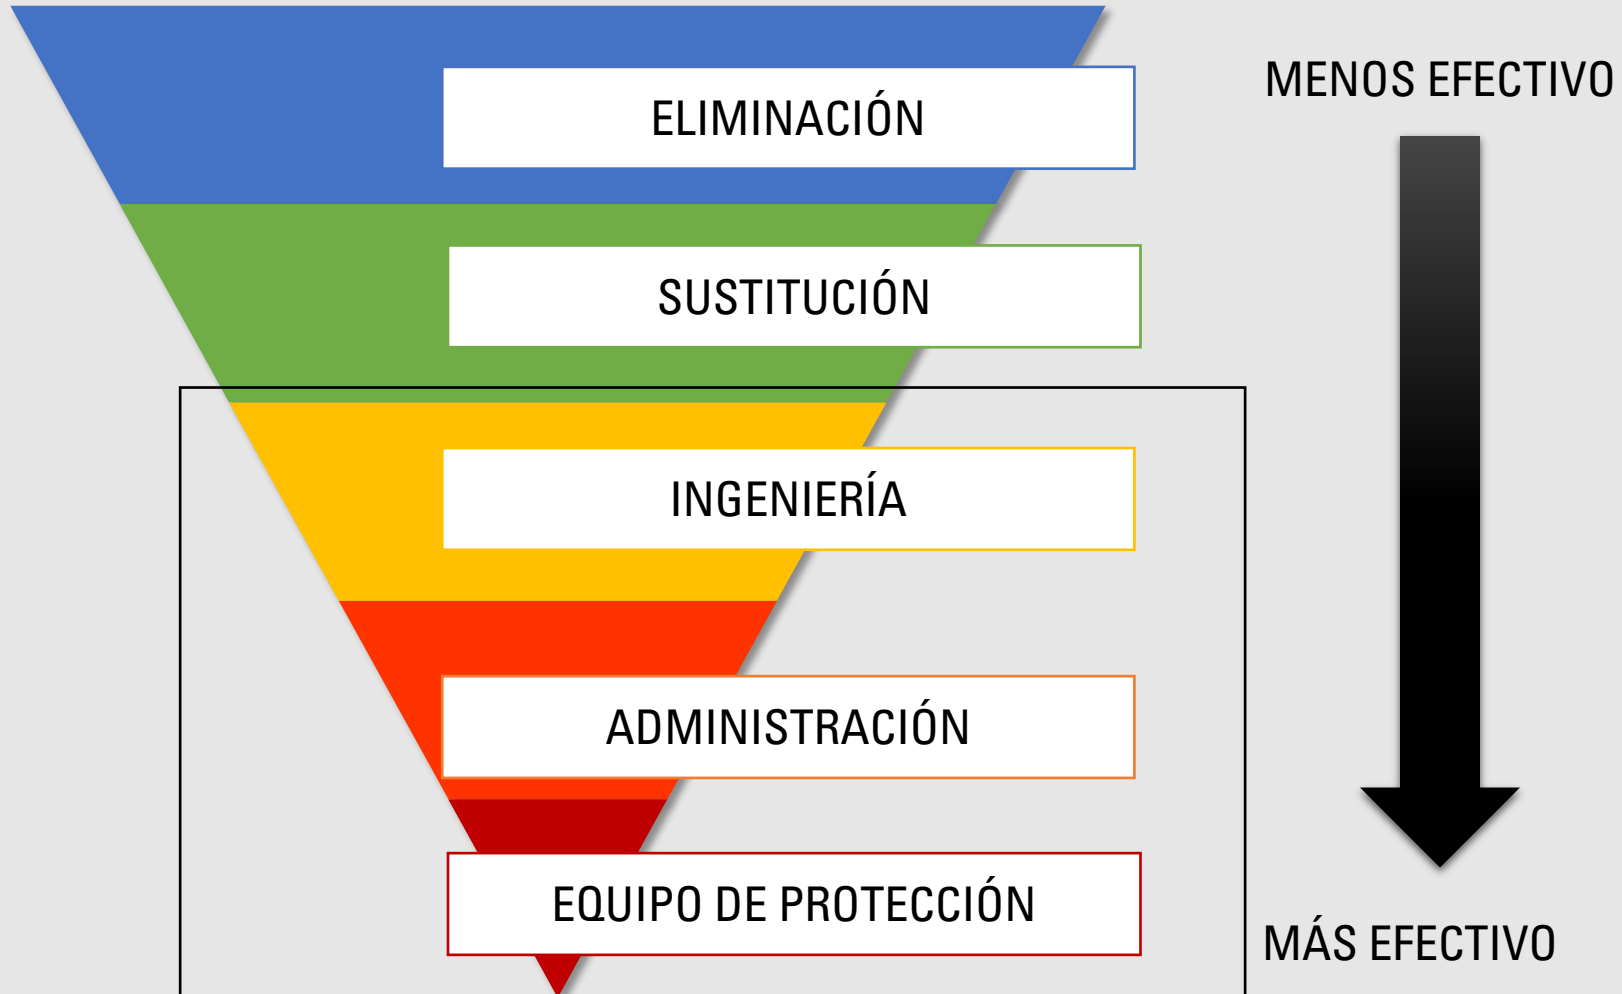 MENOS EFECTIVO
ELIMINACIÓN
SUSTITUCIÓN
INGENIERÍA
ADMINISTRACIÓN
EQUIPO DE PROTECCIÓN
MÁS EFECTIVO